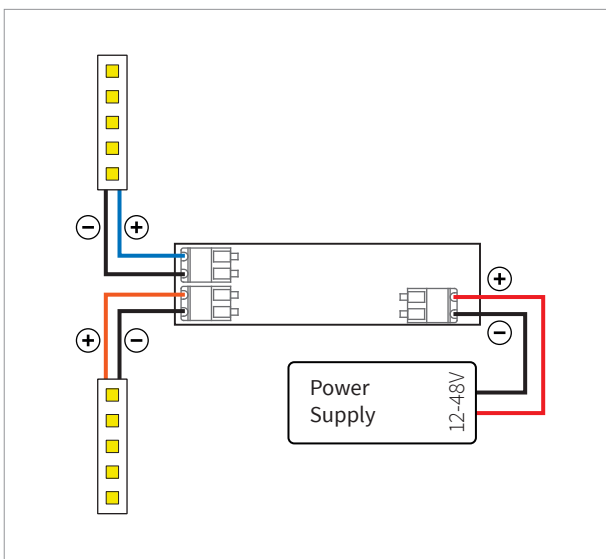 − +
+ −
+
−
Power
Supply
12-48V